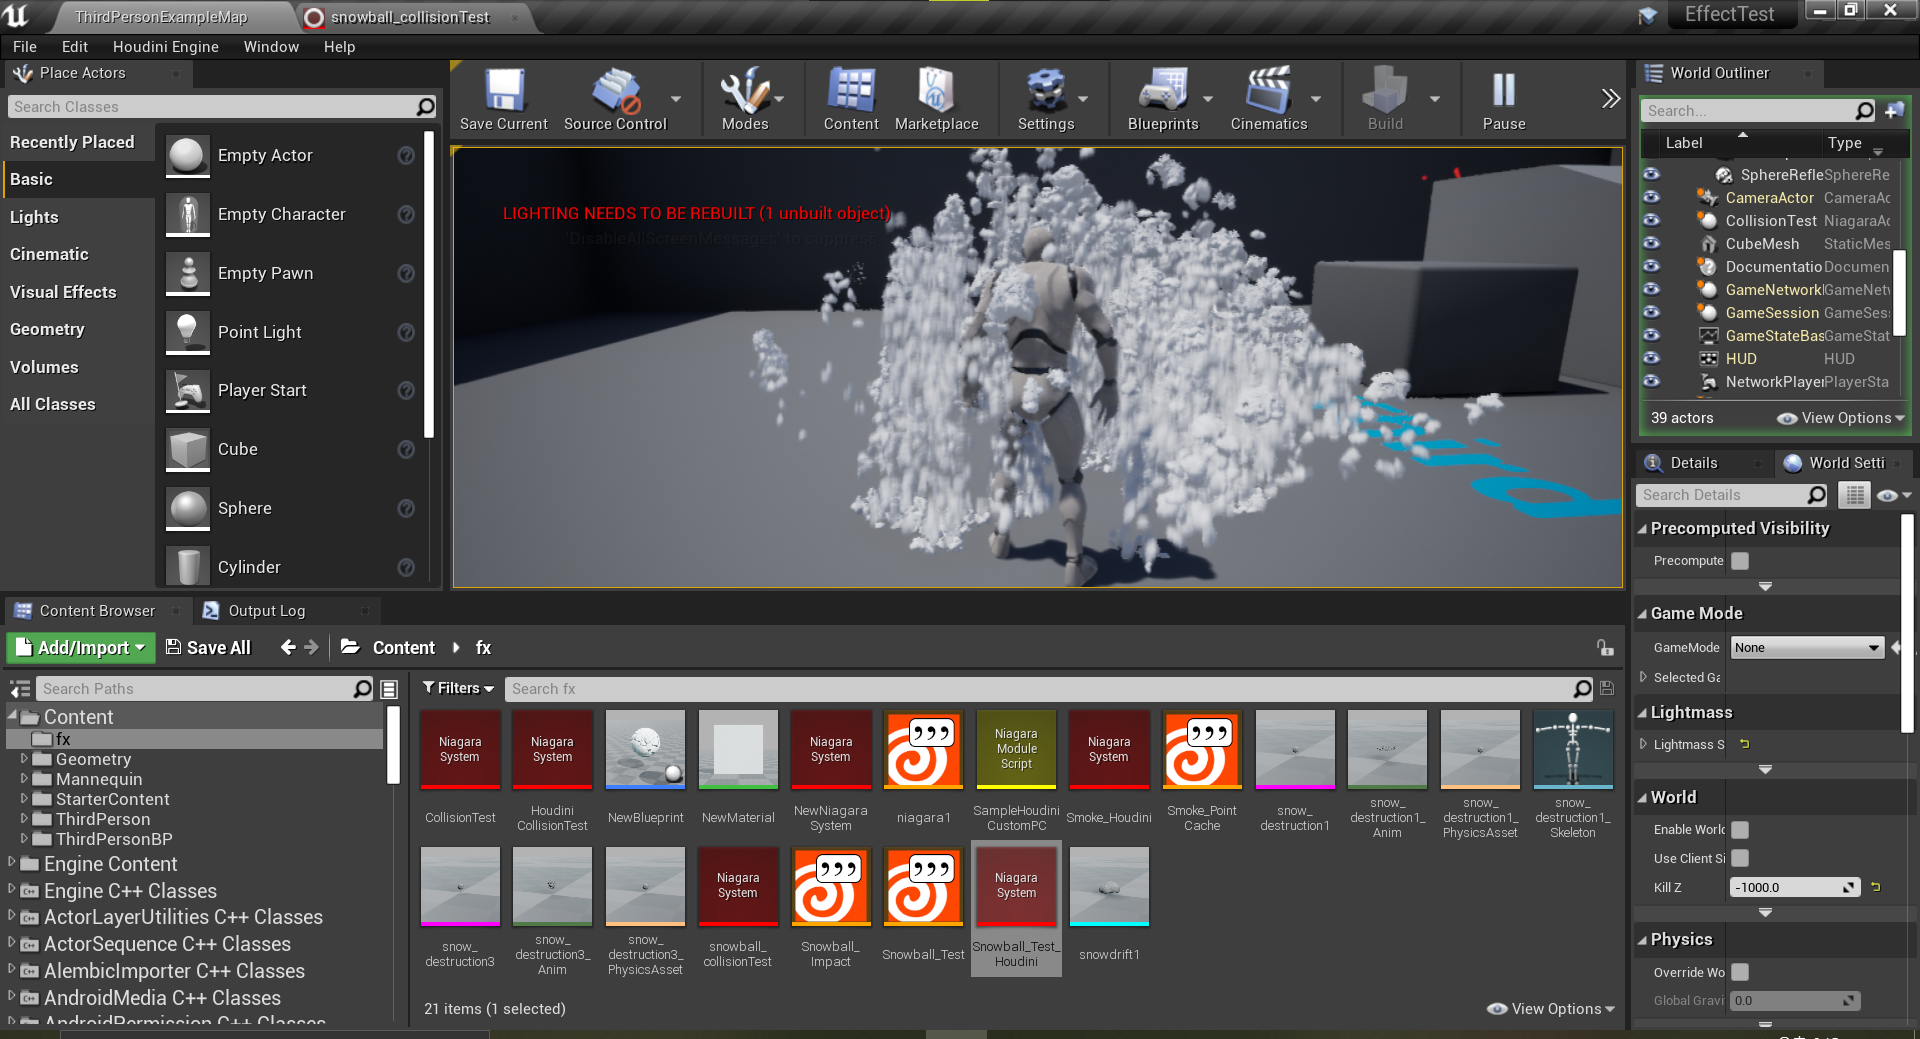 ThirdPersonExampleMap
snowball_collisionTest
EffectTest
File Edit Houdini Engine Window Help
Place Actors
Search Classes
Recently Placed
Basic
Lights
Cinematic
Visual Effects
Geometry
Volumes
All Classes
Empty Actor
Empty Character
Empty Pawn
Point Light
Player Start
Cube
Sphere
Cylinder
Save Current
Source Control
Modes
Content
Marketplace
Settings
Blueprints
Cinematics
Build
Pause
LIGHTING NEEDS TO BE REBUILT (1 unbuilt object)
'DisableAllScreenMessages' to suppress
World Outliner
Search...
Label Type
SphereRefle SphereRe
CameraActor CameraAc
CollisionTest NiagaraAc
CubeMesh StaticMes
Documentatio Documen
GameNetwork GameNetw
GameSession GameSess
GameStateBas GameStat
HUD HUD
NetworkPlayer PlayerSta
39 actors
View Options
Details
World Setti
Search Details
Precomputed Visibility
Precompute
Game Mode
GameMode None
Selected Ga
Lightmass
Lightmass S
World
Enable World
Use Client Si
Kill Z -1000.0
Physics
Override Wo
Global Gravi 0.0
Content Browser
Output Log
Add/Import
Save All
Content
fx
Search Paths
Filters
Search fx
Content
fx
Geometry
Mannequin
StarterContent
ThirdPerson
ThirdPersonBP
Engine Content
Engine C++ Classes
ActorLayerUtilities C++ Classes
ActorSequence C++ Classes
AlembicImporter C++ Classes
AndroidMedia C++ Classes
AndroidPermission C++ Classes
Niagara
System
CollisionTest
Niagara
System
Houdini
CollisionTest
NewBlueprint
NewMaterial
Niagara
System
NewNiagara
System
niagara1
Niagara
Module
Script
SampleHoudini
CustomPC
Niagara
System
Smoke_Houdini
Smoke_Point
Cache
snow_
destruction1
snow_
destruction1_
Anim
snow_
destruction1_
PhysicsAsset
snow_
destruction1_
Skeleton
snow_
destruction3
snow_
destruction3_
Anim
snow_
destruction3_
PhysicsAsset
Niagara
System
snowball_
collisionTest
Snowball_
Impact
Snowball_Test
Niagara
System
Snowball_Test_
Houdini
snowdrift1
21 items (1 selected)
View Options